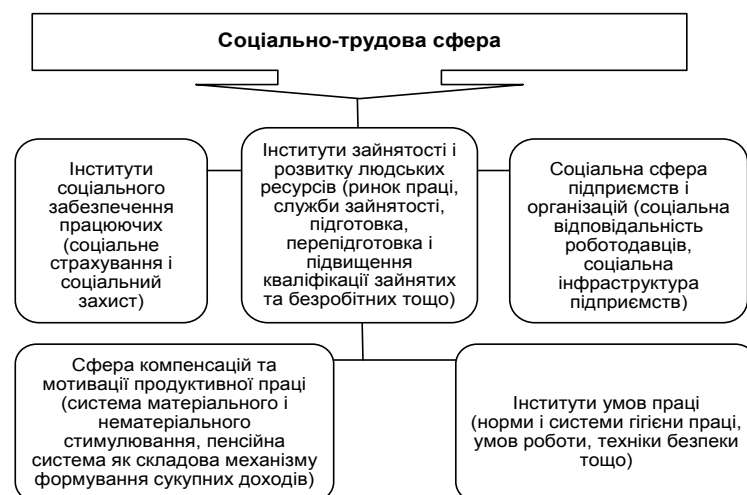 Соціально-трудова сфера
Інститути
соціального
забезпечення
працюючих
(соціальне
страхування і
соціальний
захист)
Інститути зайнятості і
розвитку людських
ресурсів (ринок праці,
служби зайнятості,
підготовка,
перепідготовка і
підвищення
кваліфікації зайнятих
та безробітних тощо)
Соціальна сфера
підприємств і
організацій (соціальна
відповідальність
роботодавців,
соціальна
інфраструктура
підприємств)
Сфера компенсацій та
мотивації продуктивної праці
(система матеріального і
нематеріального
стимулювання, пенсійна
система як складова механізму
формування сукупних доходів)
Інститути умов праці
(норми і системи гігієни праці,
умов роботи, техніки безпеки
тощо)